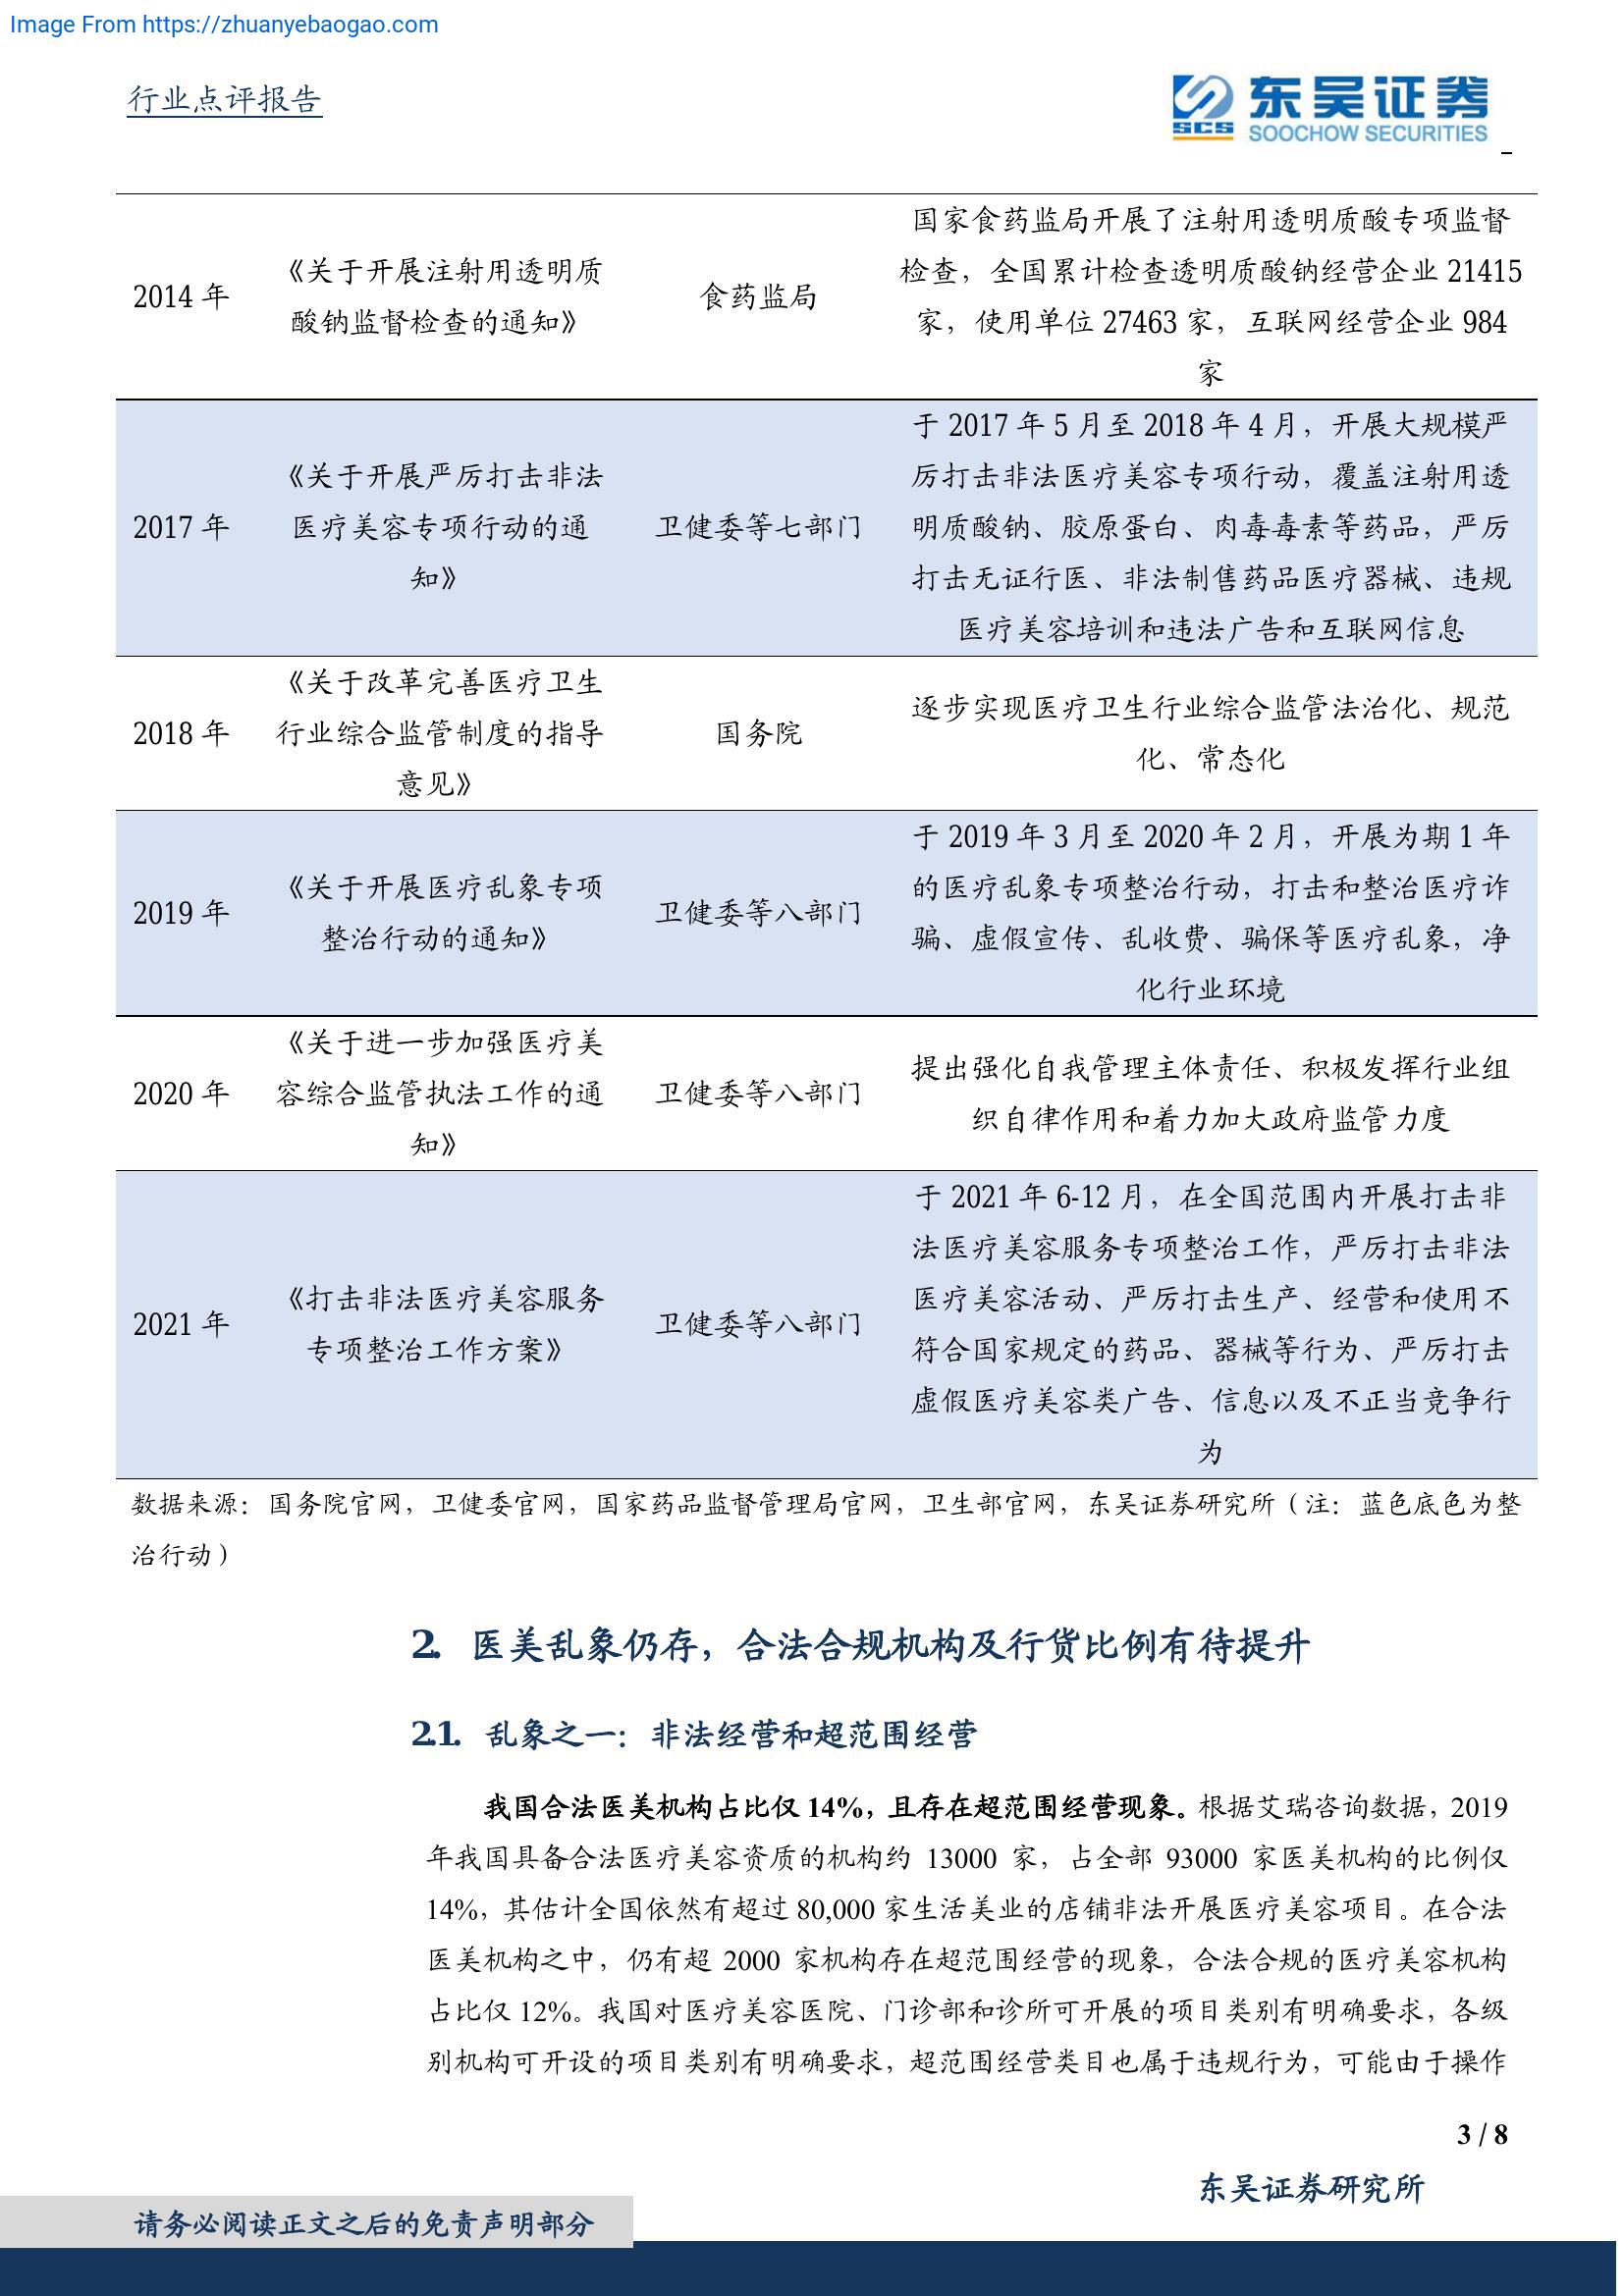 Image From https://zhuanyebaogao.com
行业点评报告
东吴证券
SCS
SOOCHOW SECURITIES
2014 年
《关于开展注射用透明质
酸钠监督检查的通知》
食药监局
国家食药监局开展了注射用透明质酸专项监督
检查，全国累计检查透明质酸钠经营企业 21415
家，使用单位 27463 家，互联网经营企业 984
家
2017 年
《关于开展严厉打击非法
医疗美容专项行动的通
知》
卫健委等七部门
于 2017 年 5 月至 2018 年 4 月，开展大规模严
厉打击非法医疗美容专项行动，覆盖注射用透
明质酸钠、胶原蛋白、肉毒毒素等药品，严厉
打击无证行医、非法制售药品医疗器械、违规
医疗美容培训和违法广告和互联网信息
2018 年
《关于改革完善医疗卫生
行业综合监管制度的指导
意见》
国务院
逐步实现医疗卫生行业综合监管法治化、规范
化、常态化
2019 年
《关于开展医疗乱象专项
整治行动的通知》
卫健委等八部门
于 2019 年 3 月至 2020 年 2 月，开展为期 1 年
的医疗乱象专项整治行动，打击和整治医疗诈
骗、虚假宣传、乱收费、骗保等医疗乱象，净
化行业环境
2020 年
《关于进一步加强医疗美
容综合监管执法工作的通
知》
卫健委等八部门
提出强化自我管理主体责任、积极发挥行业组
织自律作用和着力加大政府监管力度
2021 年
《打击非法医疗美容服务
专项整治工作方案》
卫健委等八部门
于 2021 年 6-12 月，在全国范围内开展打击非
法医疗美容服务专项整治工作，严厉打击非法
医疗美容活动、严厉打击生产、经营和使用不
符合国家规定的药品、器械等行为、严厉打击
虚假医疗美容类广告、信息以及不正当竞争行
为
数据来源：国务院官网，卫健委官网，国家药品监督管理局官网，卫生部官网，东吴证券研究所（注：蓝色底色为整
治行动）
2. 医美乱象仍存，合法合规机构及行货比例有待提升
2.1. 乱象之一：非法经营和超范围经营
我国合法医美机构占比仅 14%，且存在超范围经营现象。根据艾瑞咨询数据，2019
年我国具备合法医疗美容资质的机构约 13000 家，占全部 93000 家医美机构的比例仅
14%，其估计全国依然有超过 80,000 家生活美业的店铺非法开展医疗美容项目。在合法
医美机构之中，仍有超 2000 家机构存在超范围经营的现象，合法合规的医疗美容机构
占比仅 12%。我国对医疗美容医院、门诊部和诊所可开展的项目类别有明确要求，各级
别机构可开设的项目类别有明确要求，超范围经营类目也属于违规行为，可能由于操作
3 / 8
东吴证券研究所
请务必阅读正文之后的免责声明部分